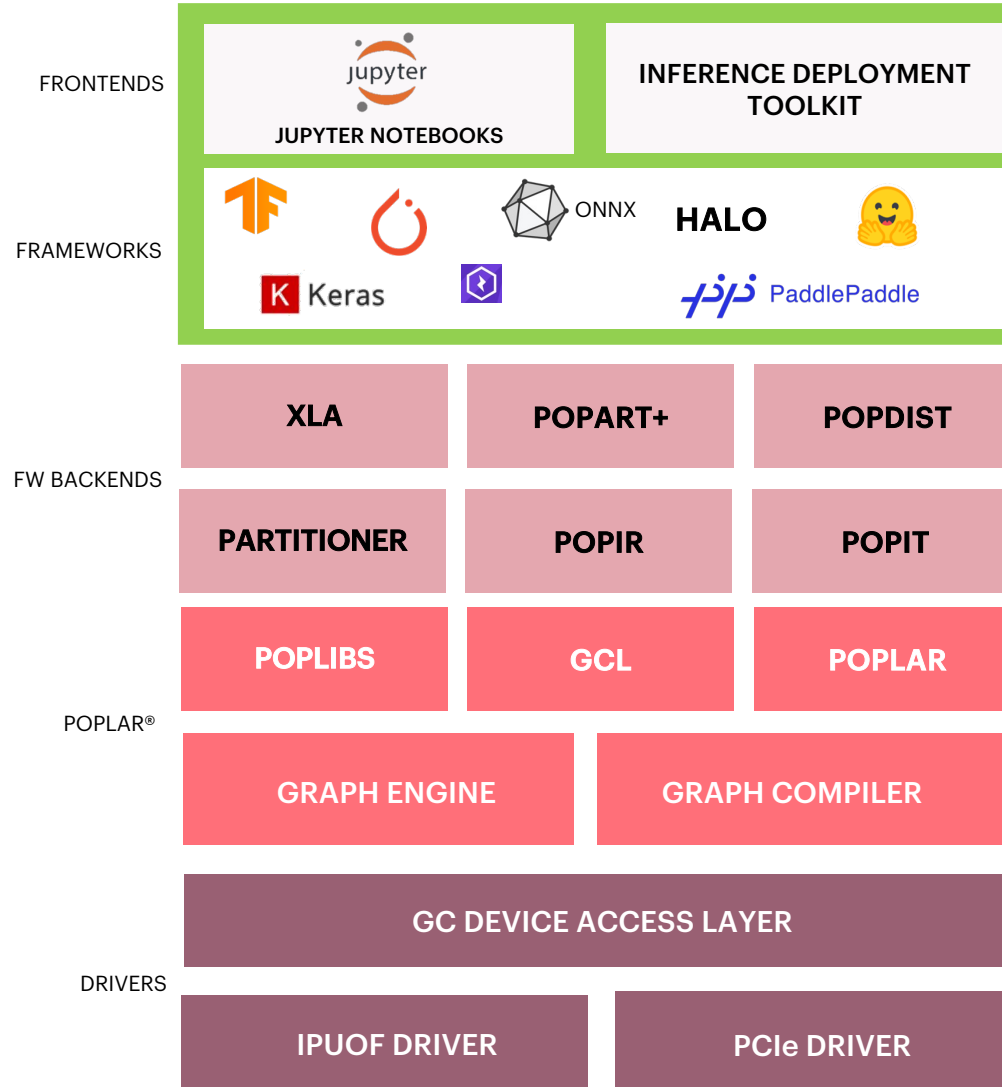 FRONTENDS
jupyter
JUPYTER NOTEBOOKS
INFERENCE DEPLOYMENT
TOOLKIT
FRAMEWORKS
ONNX
HALO
K Keras
PaddlePaddle
FW BACKENDS
XLA
POPART+
POPDIST
PARTITIONER
POPIR
POPIT
POPLAR®
POPLIBS
GCL
POPLAR
GRAPH ENGINE
GRAPH COMPILER
DRIVERS
GC DEVICE ACCESS LAYER
IPUOF DRIVER
PCIe DRIVER